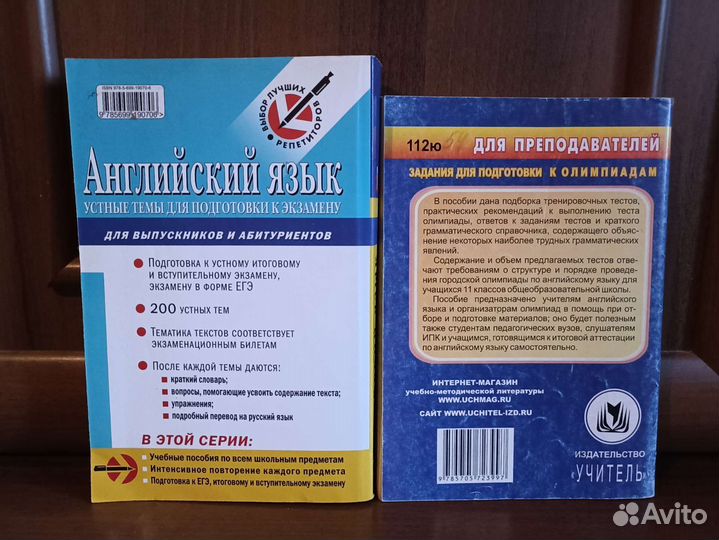 ISBN 978-5-699-19070-6
9 785699 190706 >
ВЫБОР ЛУЧШИХ
РЕПЕТИТОРОВ
Английский язык
УСТНЫЕ ТЕМЫ ДЛЯ ПОДГОТОВКИ К ЭКЗАМЕНУ
ДЛЯ ВЫПУСКНИКОВ И АБИТУРИЕНТОВ
Подготовка к устному итоговому
и вступительному экзамену,
экзамену в форме ЕГЭ
200 устных тем
Тематика текстов соответствует
экзаменационным билетам
После каждой темы даются:
краткий словарь;
вопросы, помогающие усвоить содержание текста;
упражнения;
подробный перевод на русский язык
В ЭТОЙ СЕРИИ:
Учебные пособия по всем школьным предметам
Интенсивное повторение каждого предмета
Подготовка к ЕГЭ, итоговому и вступительному экзамену
112ю
ДЛЯ ПРЕПОДАВАТЕЛЕЙ
ЗАДАНИЯ ДЛЯ ПОДГОТОВКИ К ОЛИМПИАДАМ
В пособии дана подборка тренировочных тестов,
практических рекомендаций к выполнению теста
олимпиады, ответов к заданиям тестов и краткого
грамматического справочника, содержащего объяс-
нение некоторых наиболее трудных грамматических
явлений.
Содержание и объем предлагаемых тестов отве-
чают требованиям о структуре и порядке проведе-
ния городской олимпиады по английскому языку для
учащихся 11 классов общеобразовательной школы.
Пособие предназначено учителям английского
языка и организаторам олимпиад в помощь при от-
боре и подготовке материалов; оно будет полезным
также студентам педагогических вузов, слушателям
ИПК и учащимся, готовящимся к итоговой аттестации
по английскому языку самостоятельно.
ИНТЕРНЕТ-МАГАЗИН
учебно-методической литературы
WWW.UCHMAG.RU
САЙТ WWW.UCHITEL-IZD.RU
9 785705 723997
ИЗДАТЕЛЬСТВО
«УЧИТЕЛЬ»
Avito